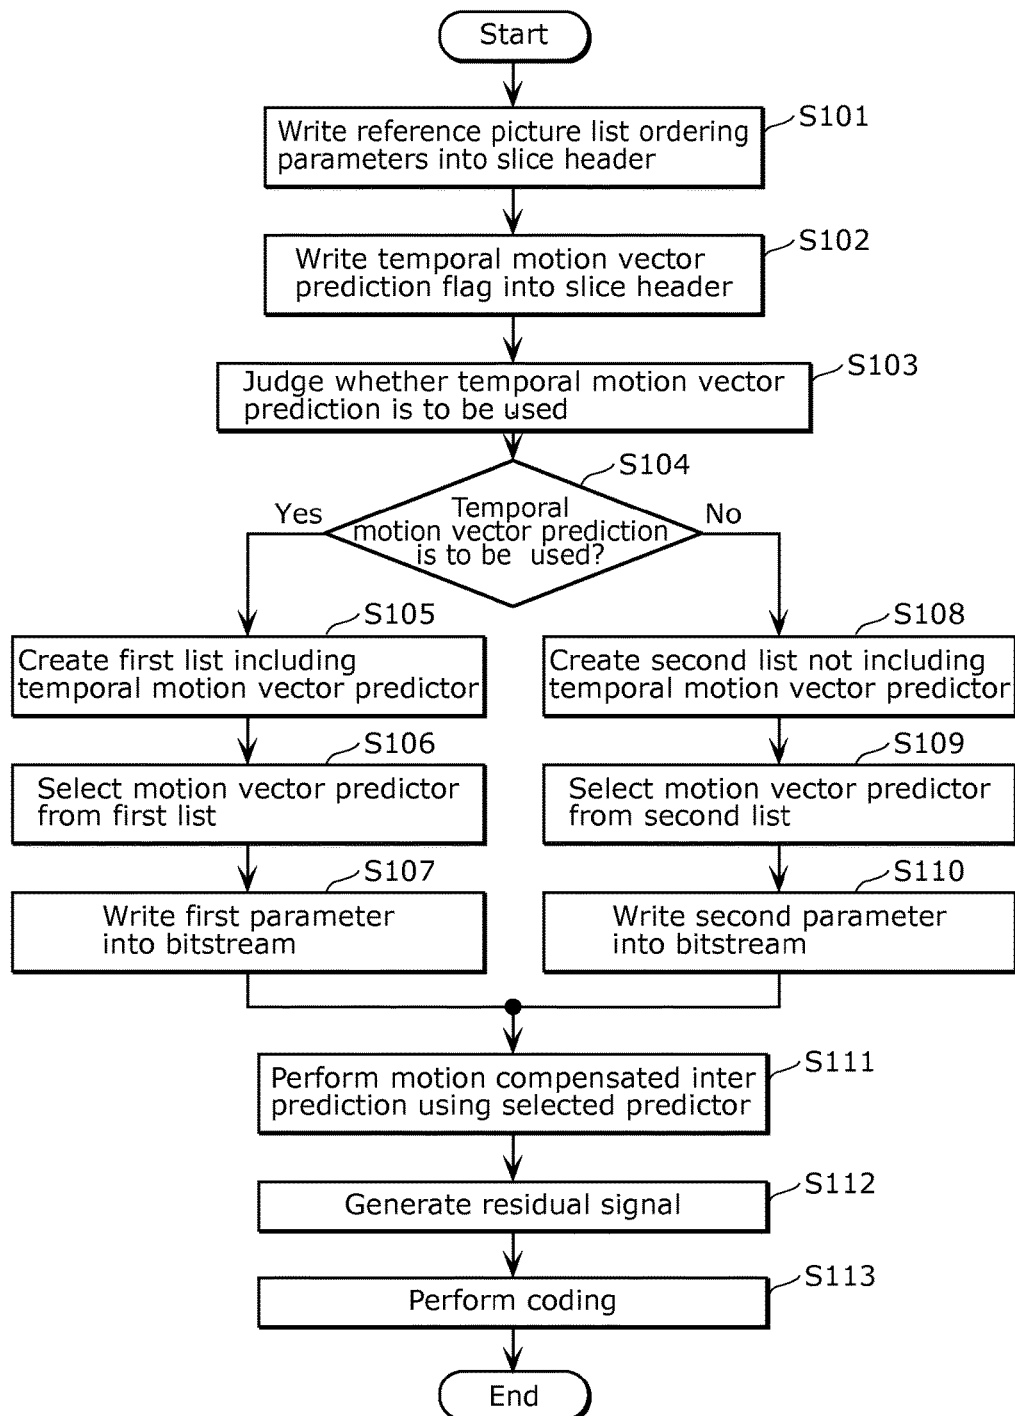 Start
S101
Write reference picture list ordering
parameters into slice header
S102
Write temporal motion vector
prediction flag into slice header
S103
Judge whether temporal motion vector
prediction is to be used
S104
Temporal
motion vector prediction
is to be used?
Yes
No
S105
Create first list including
temporal motion vector predictor
S106
Select motion vector predictor
from first list
S107
Write first parameter
into bitstream
S108
Create second list not including
temporal motion vector predictor
S109
Select motion vector predictor
from second list
S110
Write second parameter
into bitstream
S111
Perform motion compensated inter
prediction using selected predictor
S112
Generate residual signal
S113
Perform coding
End